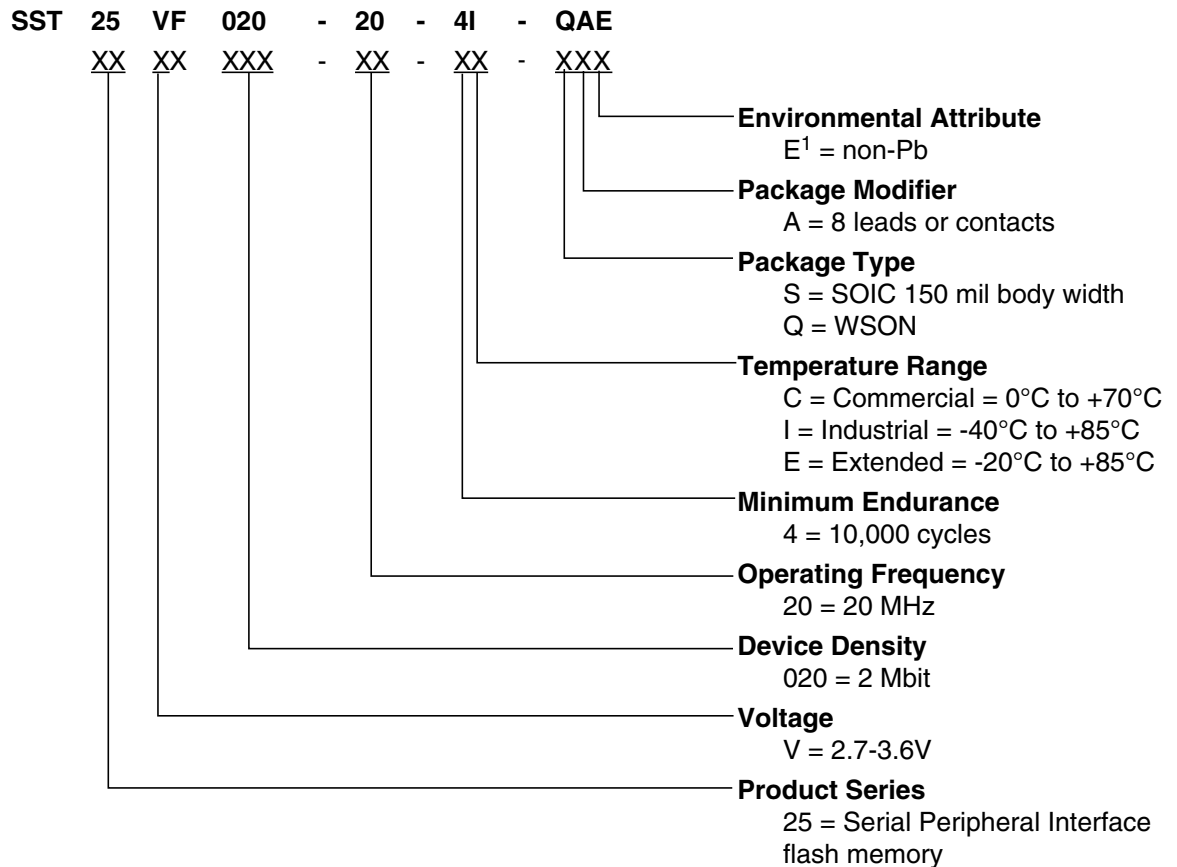 SST 25 VF 020 - 20 - 4I - QAE
XX XX XXX - XX - XX - XXX
Environmental Attribute
E1 = non-Pb
Package Modifier
A = 8 leads or contacts
Package Type
S = SOIC 150 mil body width
Q = WSON
Temperature Range
C = Commercial = 0°C to +70°C
I = Industrial = -40°C to +85°C
E = Extended = -20°C to +85°C
Minimum Endurance
4 = 10,000 cycles
Operating Frequency
20 = 20 MHz
Device Density
020 = 2 Mbit
Voltage
V = 2.7-3.6V
Product Series
25 = Serial Peripheral Interface
flash memory